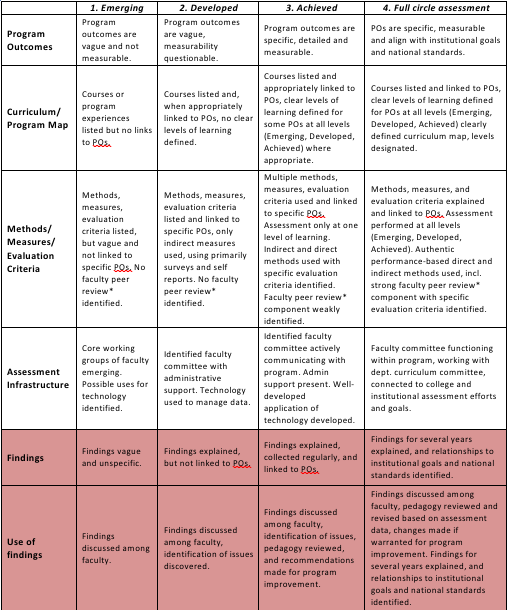 1. Emerging
2. Developed
3. Achieved
4. Full circle assessment
Program
Outcomes
Program
outcomes are
vague and not
measurable.
Program outcomes
are vague,
measurability
questionable.
Program outcomes are
specific, detailed and
measurable.
POs are specific, measurable
and align with institutional goals
and national standards.
Curriculum/
Program Map
Courses or
program
experiences
listed but no links
to POs.
Courses listed and,
when appropriately
linked to POs, no clear
levels of learning
defined.
Courses listed and
appropriately linked to
POs, clear levels of
learning defined for
some POs at all levels
(Emerging, Developed,
Achieved) where
appropriate.
Courses listed and linked to POs,
clear levels of learning defined
for POs at all levels (Emerging,
Developed, Achieved) clearly
defined curriculum map, levels
designated.
Methods/
Measures/
Evaluation
Criteria
Methods,
measures,
evaluation
criteria listed,
but vague and
not linked to
specific POs. No
faculty peer
review*
identified.
Methods, measures,
evaluation criteria
listed and linked to
specific POs, only
indirect measures
used, using primarily
surveys and self
reports. No faculty
peer review*
identified.
Multiple methods,
measures, evaluation
criteria used and linked
to specific POs.
Assessment only at one
level of learning.
Indirect and direct
methods used with
specific evaluation
criteria identified.
Faculty peer review*
component weakly
identified.
Methods, measures, and
evaluation criteria explained
and linked to POs. Assessment
performed at all levels
(Emerging, Developed,
Achieved). Authentic
performance-based direct and
indirect methods used, incl.
strong faculty peer review*
component with specific
evaluation criteria identified.
Assessment
Infrastructure
Core working
groups of faculty
emerging.
Possible uses for
technology
identified.
Identified faculty
committee with
administrative
support. Technology
used to manage data.
Identified faculty
committee actively
communicating with
program. Admin
support present. Well-
developed
application of
technology developed.
Faculty committee functioning
within program, working with
dept. curriculum committee,
connected to college and
institutional assessment efforts
and goals.
Findings
Findings vague
and unspecific.
Findings explained,
but not linked to POs.
Findings explained,
collected regularly, and
linked to POs.
Findings for several years
explained, and relationships to
institutional goals and national
standards identified.
Use of
findings
Findings
discussed among
faculty.
Findings discussed
among faculty,
identification of issues
discovered.
Findings discussed
among faculty,
identification of issues,
pedagogy reviewed,
and recommendations
made for program
improvement.
Findings discussed among
faculty, pedagogy reviewed and
revised based on assessment
data, changes made if
warranted for program
improvement. Findings for
several years explained, and
relationships to institutional
goals and national standards
identified.